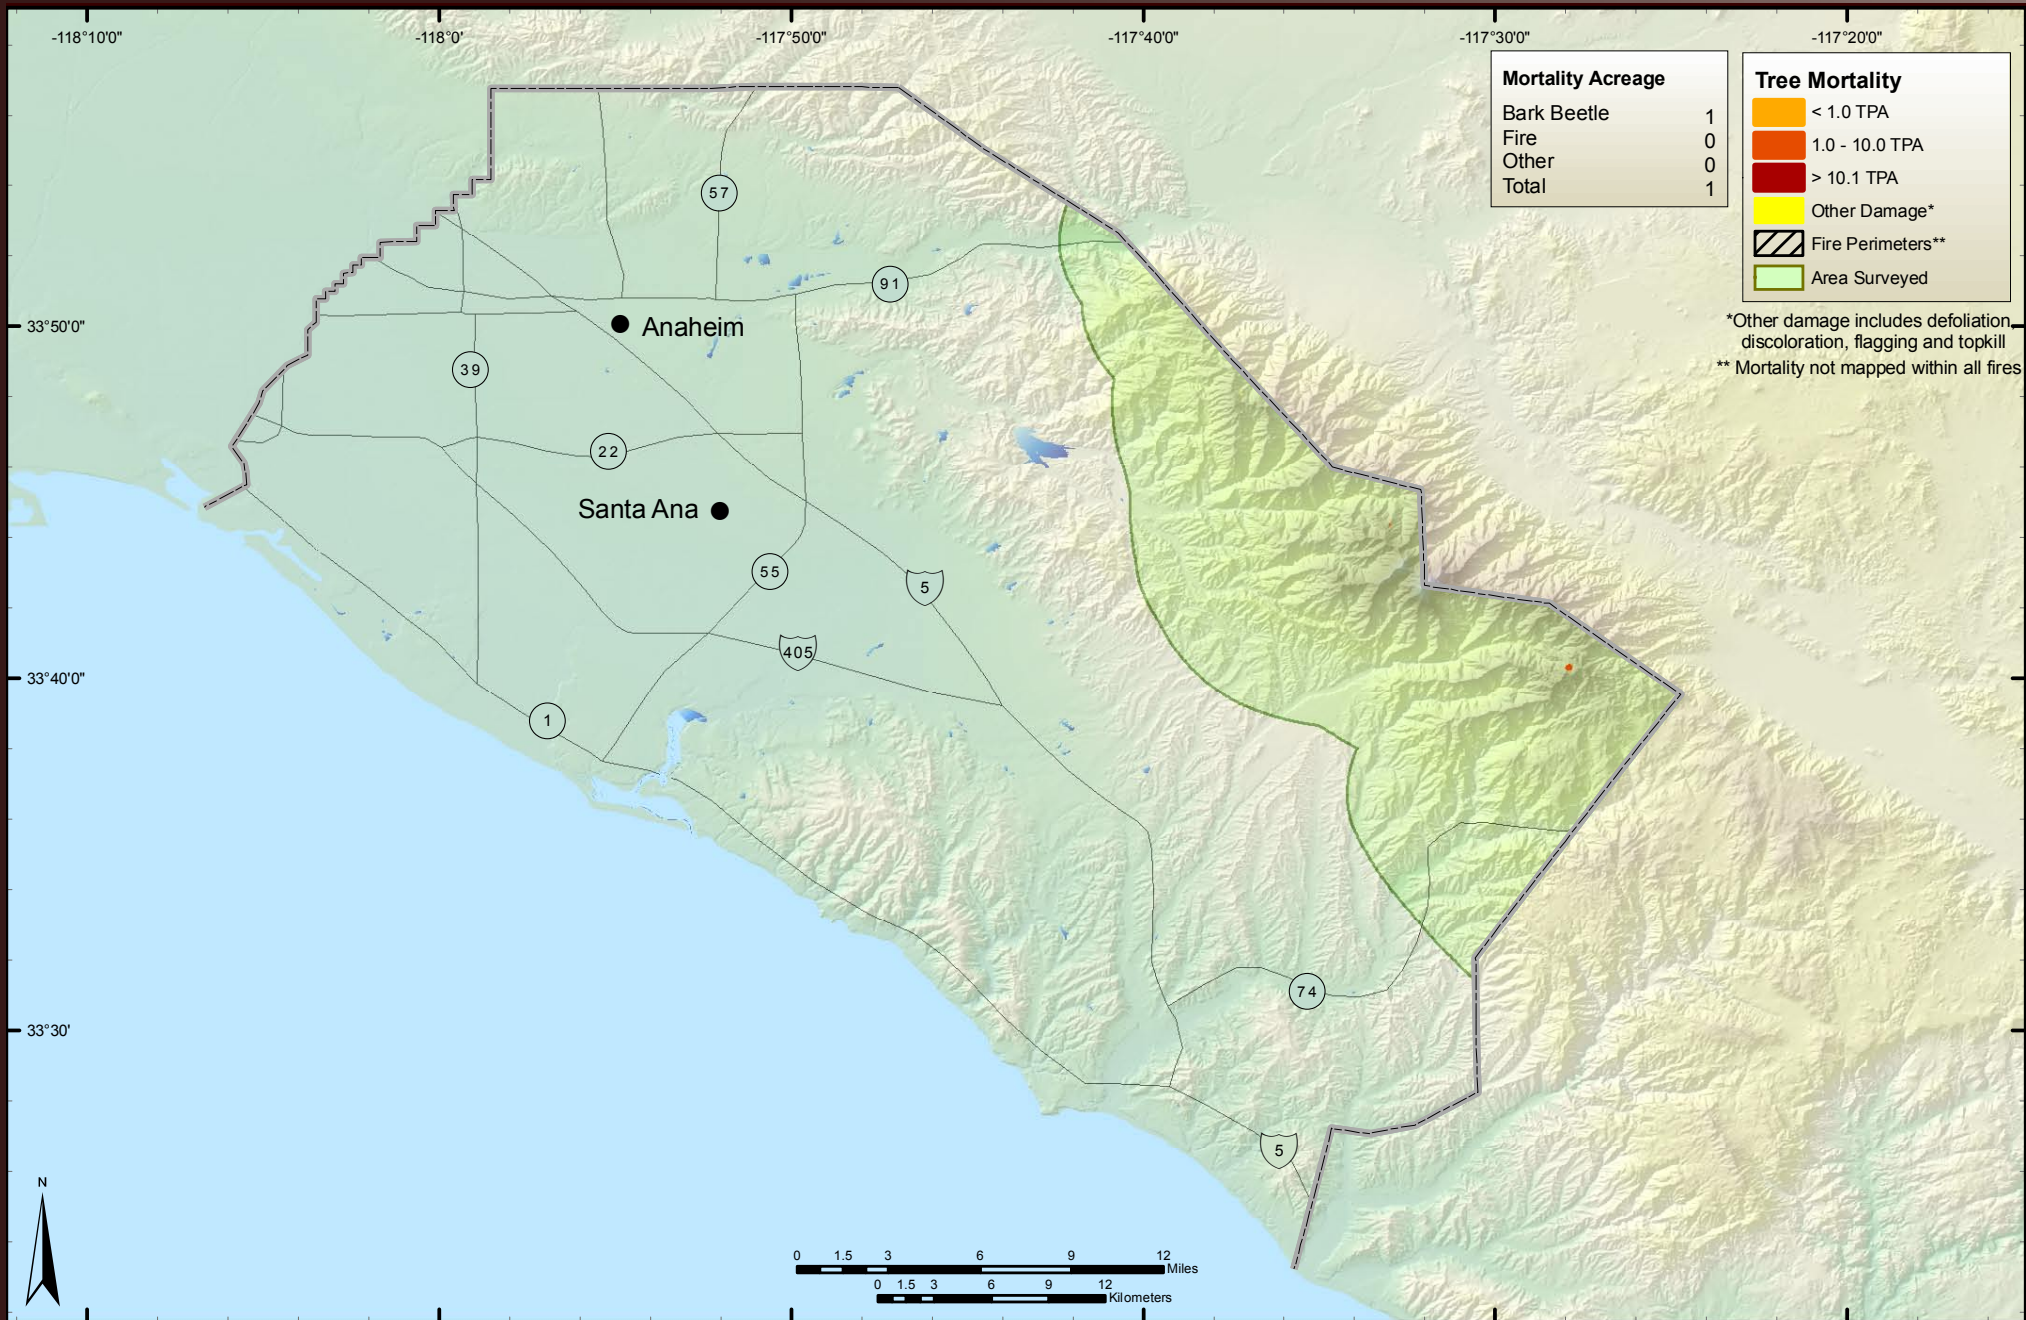 -118°10'0"
-118°0'
-117°50'0"
-117°40'0"
-117°30'0"
-117°20'0"
Mortality Acreage
Bark Beetle 1
Fire 0
Other 0
Total 1
Tree Mortality
< 1.0 TPA
1.0 - 10.0 TPA
> 10.1 TPA
Other Damage*
Fire Perimeters**
Area Surveyed
*Other damage includes defoliation,
discoloration, flagging and topkill
** Mortality not mapped within all fires
57
91
33°50'0"
Anaheim
39
22
Santa Ana
55
5
405
33°40'0"
1
74
33°30'
5
N
0 1.5 3 6 9 12
Miles
0 1.5 3 6 9 12
Kilometers